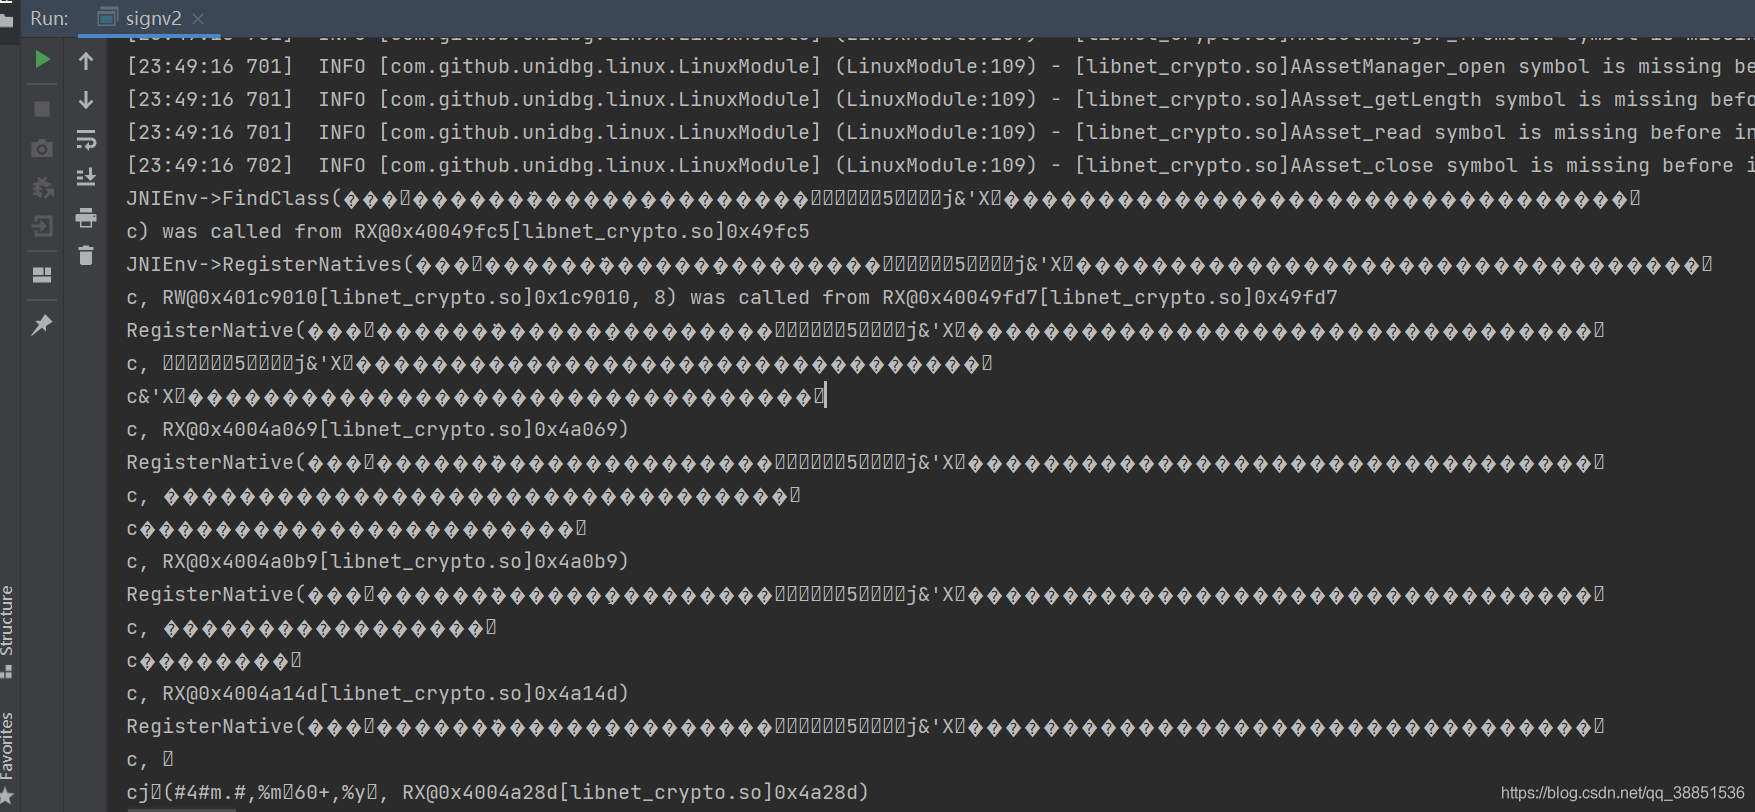 Run: signv2
[23:49:16 701] INFO [com.github.unidbg.linux.LinuxModule] (LinuxModule:109) - [libnet_crypto.so]AAssetManager_open symbol is missing be
[23:49:16 701] INFO [com.github.unidbg.linux.LinuxModule] (LinuxModule:109) - [libnet_crypto.so]AAsset_getLength symbol is missing befo
[23:49:16 701] INFO [com.github.unidbg.linux.LinuxModule] (LinuxModule:109) - [libnet_crypto.so]AAsset_read symbol is missing before in
[23:49:16 702] INFO [com.github.unidbg.linux.LinuxModule] (LinuxModule:109) - [libnet_crypto.so]AAsset_close symbol is missing before i
JNIEnv->FindClass( 5 j&'X
c) was called from RX@0x40049fc5[libnet_crypto.so]0x49fc5
JNIEnv->RegisterNatives( 5 j&'X
c, RW@0x401c9010[libnet_crypto.so]0x1c9010, 8) was called from RX@0x40049fd7[libnet_crypto.so]0x49fd7
RegisterNative( 5 j&'X
c, 5 j&'X
c&'X
c, RX@0x4004a069[libnet_crypto.so]0x4a069)
RegisterNative( 5 j&'X
c,
c
c, RX@0x4004a0b9[libnet_crypto.so]0x4a0b9)
RegisterNative( 5 j&'X
c,
c
c, RX@0x4004a14d[libnet_crypto.so]0x4a14d)
RegisterNative( 5 j&'X
c,
cj (#4#m.#,%m 60+,%y , RX@0x4004a28d[libnet_crypto.so]0x4a28d)
Structure
Favorites
https://blog.csdn.net/qq_38851536